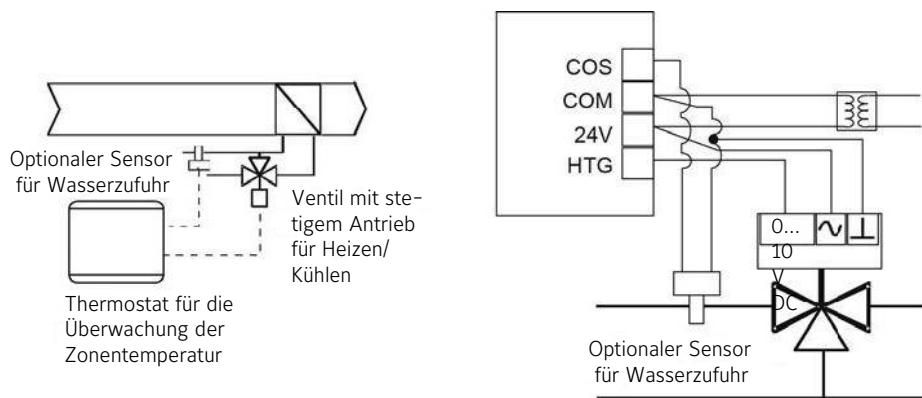 Optionaler Sensor
für Wasserzufuhr
Ventil mit ste-
tigem Antrieb
für Heizen/
Kühlen
Thermostat für die
Überwachung der
Zonentemperatur
COS
COM
24V
HTG
0...
10
V
DC
Optionaler Sensor
für Wasserzufuhr